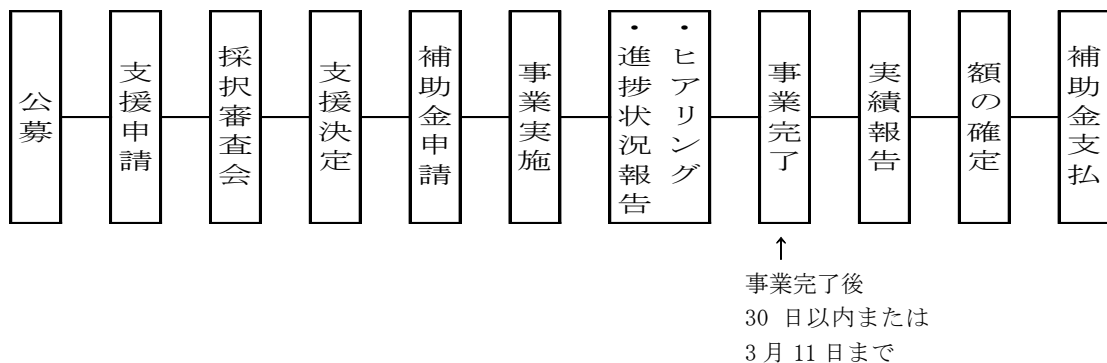 公募
支援申請
採択審査会
支援決定
補助金申請
事業実施
・ヒアリング
・進捗状況報告
事業完了
実績報告
額の確定
補助金支払
↑
事業完了後
30 日以内または
3月11日まで